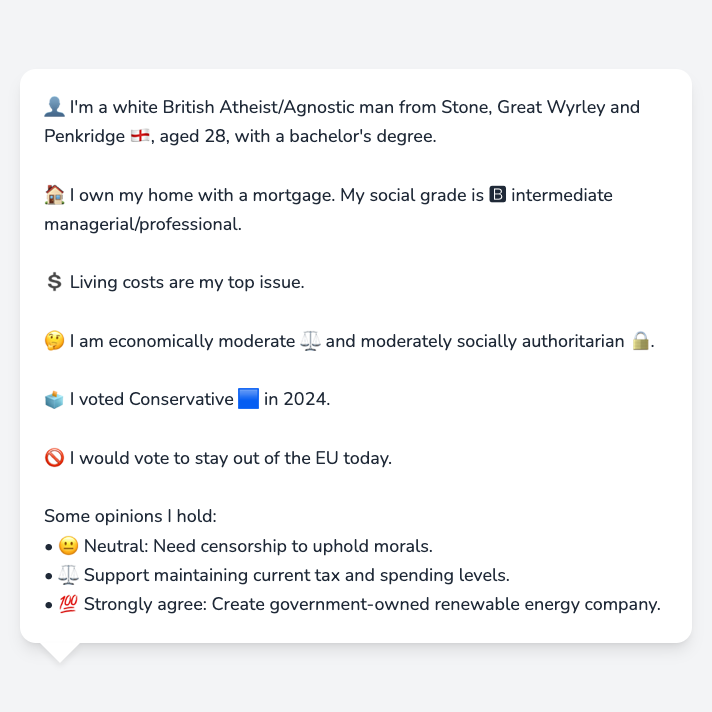 👤 I'm a white British Atheist/Agnostic man from Stone, Great Wyrley and
Penkridge 🏴󠁧󠁢󠁥󠁮󠁧󠁿, aged 28, with a bachelor's degree.
🏠 I own my home with a mortgage. My social grade is 🅱 intermediate
managerial/professional.
💲 Living costs are my top issue.
🤔 I am economically moderate ⚖️ and moderately socially authoritarian 🔒.
🗳️ I voted Conservative 🟦 in 2024.
🚫 I would vote to stay out of the EU today.
Some opinions I hold:
• 😐 Neutral: Need censorship to uphold morals.
• ⚖️ Support maintaining current tax and spending levels.
• 💯 Strongly agree: Create government-owned renewable energy company.